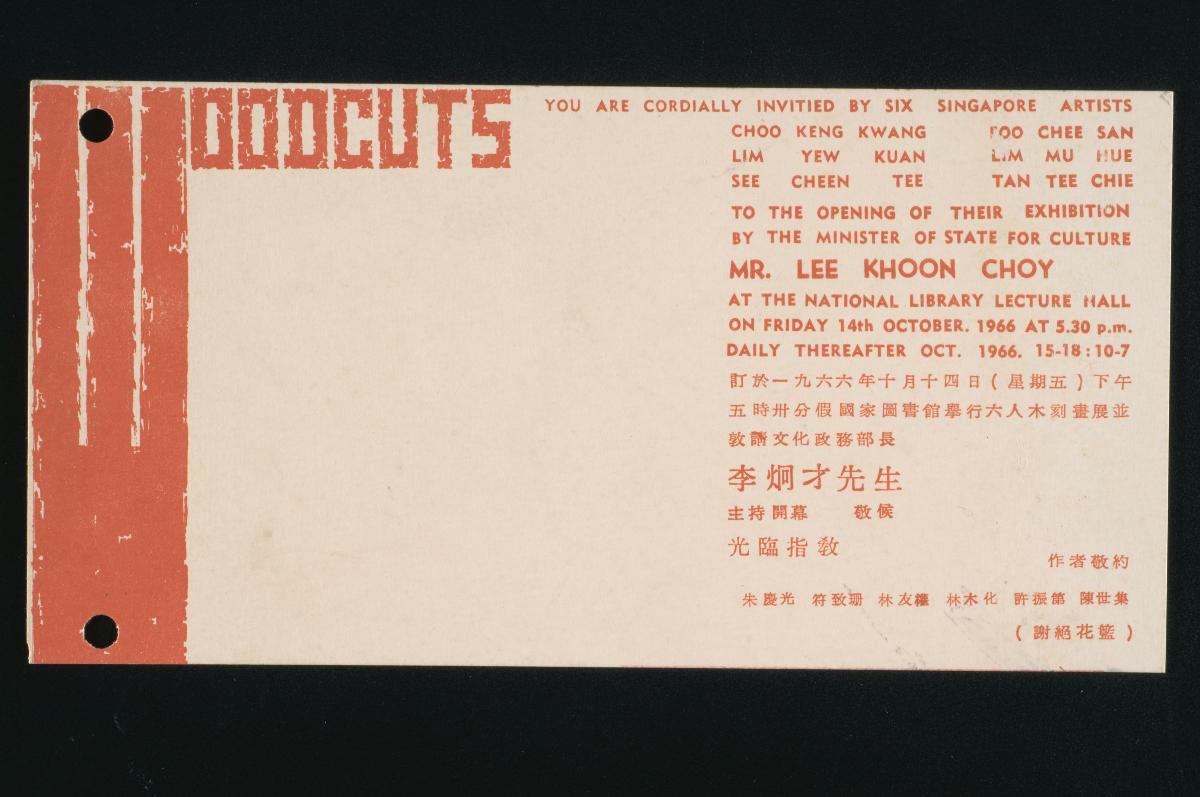 WOODCUTS
YOU ARE CORDIALLY INVITIED BY SIX SINGAPORE ARTISTS
CHOO KENG KWANG FOO CHEE SAN
LIM YEW KUAN LIM MU HUE
SEE CHEEN TEE TAN TEE CHIE
TO THE OPENING OF THEIR EXHIBITION
BY THE MINISTER OF STATE FOR CULTURE
MR. LEE KHOON CHOY
AT THE NATIONAL LIBRARY LECTURE HALL
ON FRIDAY 14th OCTOBER. 1966 AT 5.30 p.m.
DAILY THEREAFTER OCT. 1966. 15-18 : 10-7
訂於一九六六年十月十四日(星期五)下午
五時卅分假國家圖書館舉行六人木刻畫展並
敦請文化政務部長
李炯才先生
主持開幕 敬候
光臨指教
作者敬約
朱慶光 符致珊 林友權 林木化 許振第 陳世集
(謝絕花籃)